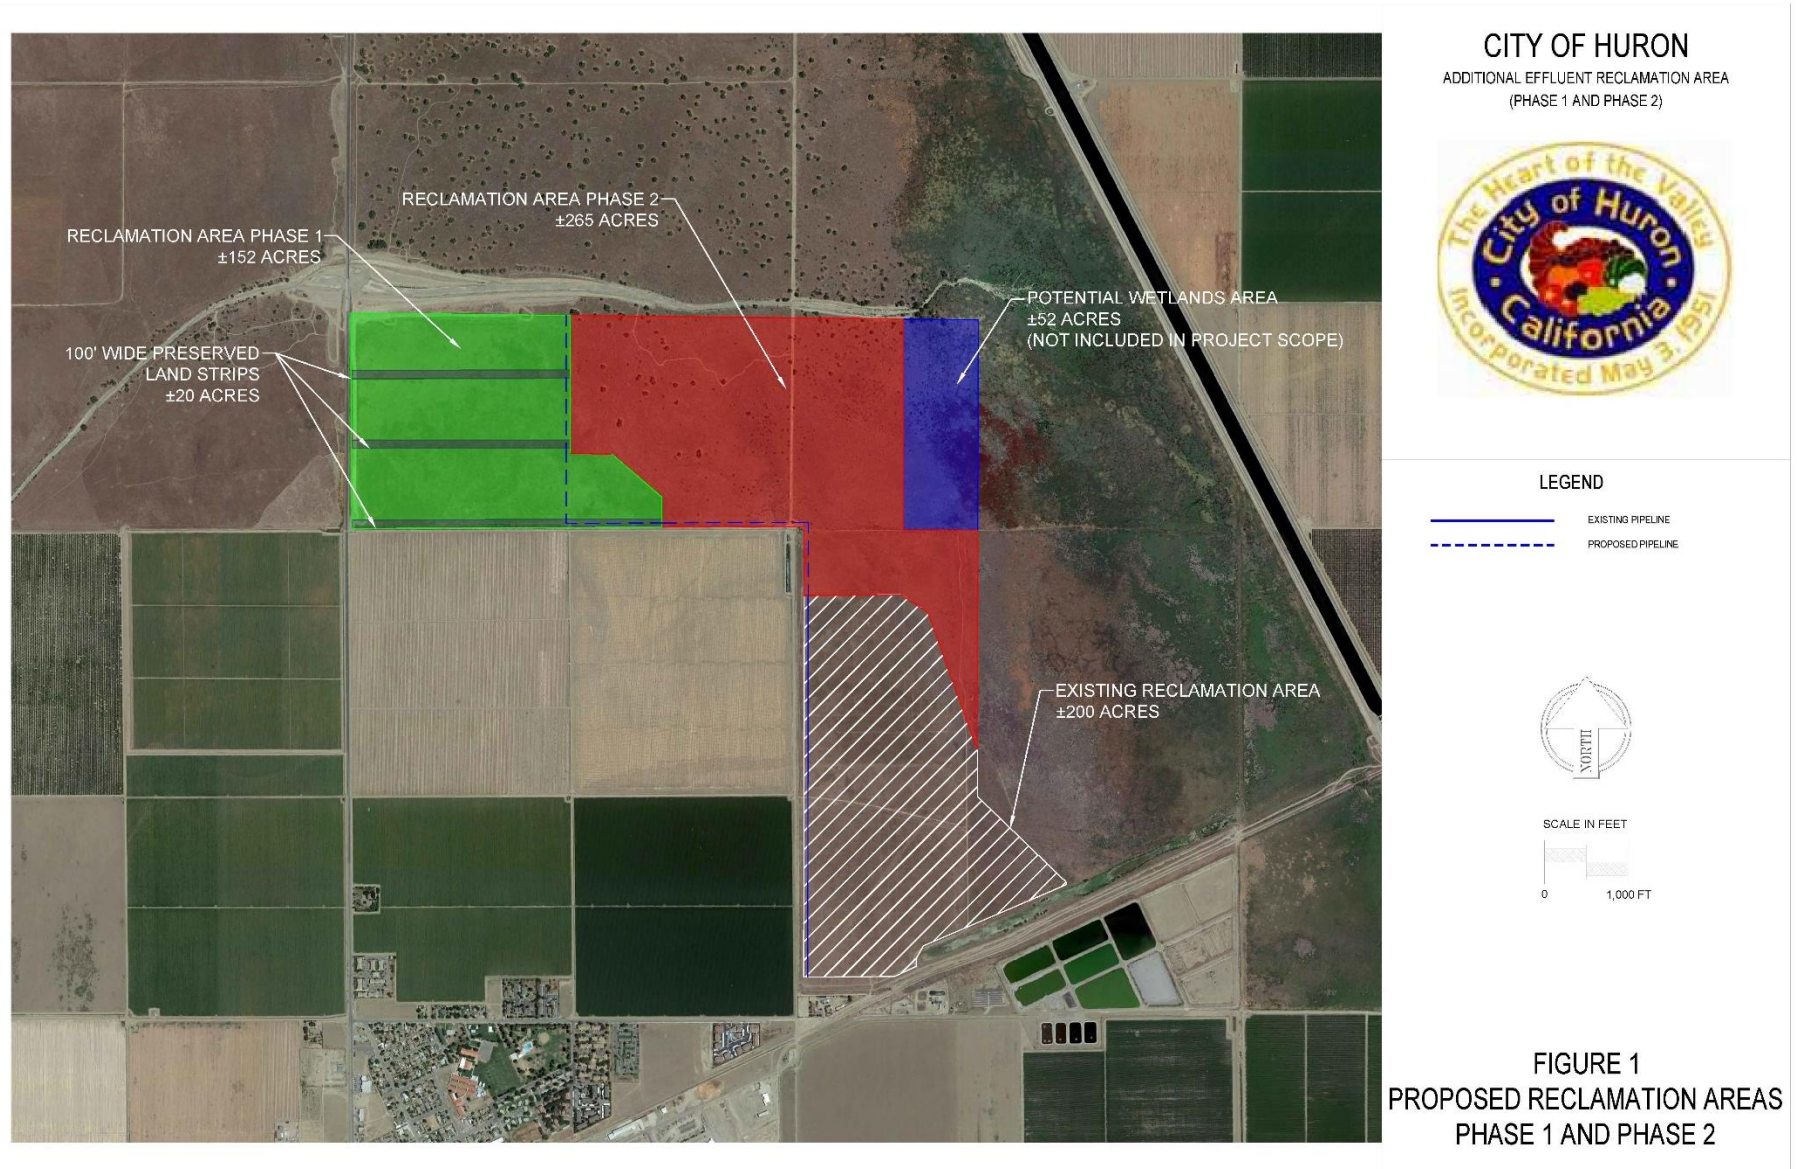 CITY OF HURON
ADDITIONAL EFFLUENT RECLAMATION AREA
(PHASE 1 AND PHASE 2)
The Heart of the Valley
City of Huron
California
Incorporated May 3, 1951
RECLAMATION AREA PHASE 2
±265 ACRES
RECLAMATION AREA PHASE 1
±152 ACRES
POTENTIAL WETLANDS AREA
±52 ACRES
(NOT INCLUDED IN PROJECT SCOPE)
100' WIDE PRESERVED
LAND STRIPS
±20 ACRES
EXISTING RECLAMATION AREA
±200 ACRES
LEGEND
EXISTING PIPELINE
PROPOSED PIPELINE
NORTH
SCALE IN FEET
0 1,000 FT
FIGURE 1
PROPOSED RECLAMATION AREAS
PHASE 1 AND PHASE 2